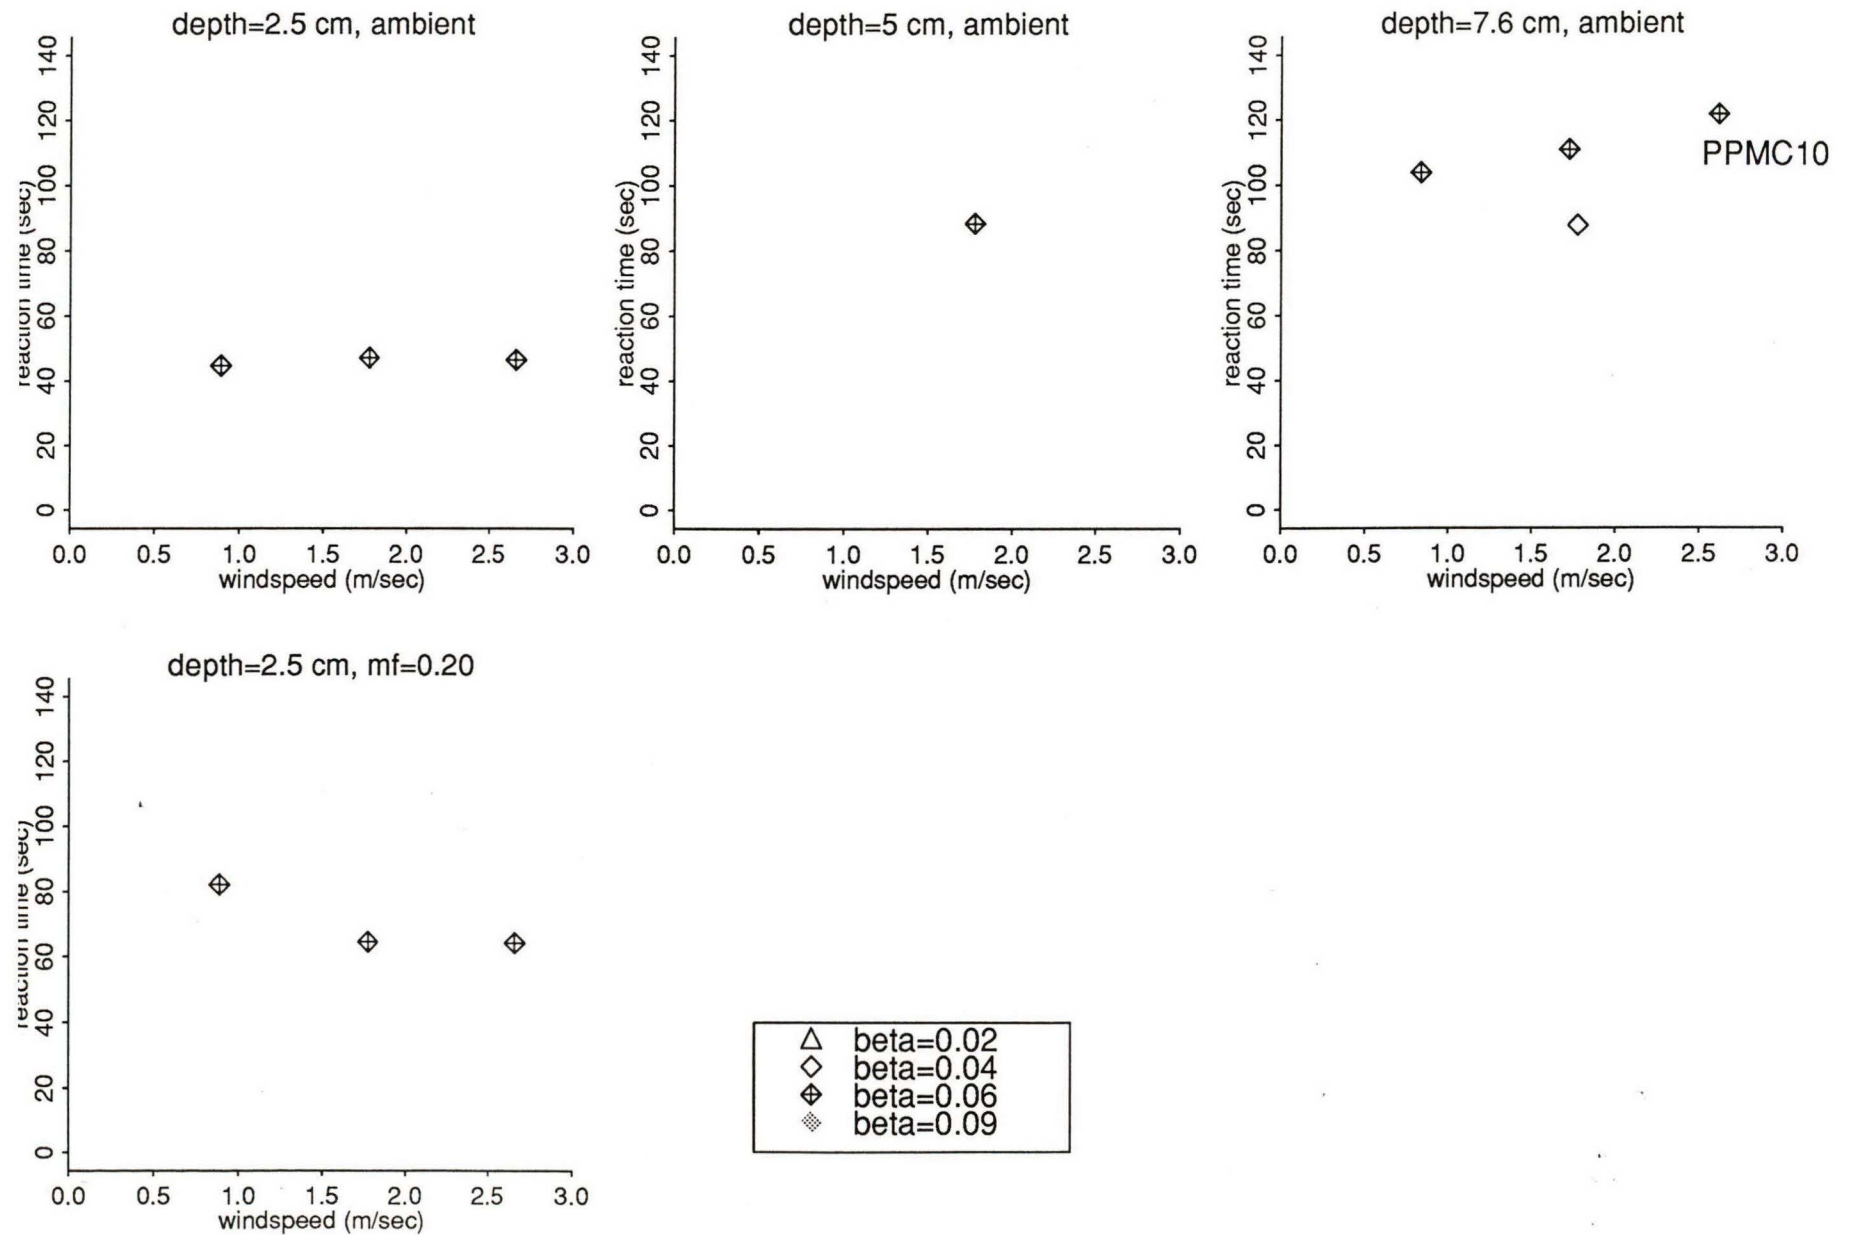 depth=2.5 cm, ambient
reaction time (sec)
140
120
100
80
60
40
20
0
0.0 0.5 1.0 1.5 2.0 2.5 3.0
windspeed (m/sec)
depth=5 cm, ambient
reaction time (sec)
140
120
100
80
60
40
20
0
0.0 0.5 1.0 1.5 2.0 2.5 3.0
windspeed (m/sec)
depth=7.6 cm, ambient
reaction time (sec)
140
120
100
80
60
40
20
0
PPMC10
0.0 0.5 1.0 1.5 2.0 2.5 3.0
windspeed (m/sec)
depth=2.5 cm, mf=0.20
reaction time (sec)
140
120
100
80
60
40
20
0
0.0 0.5 1.0 1.5 2.0 2.5 3.0
windspeed (m/sec)
beta=0.02
beta=0.04
beta=0.06
beta=0.09